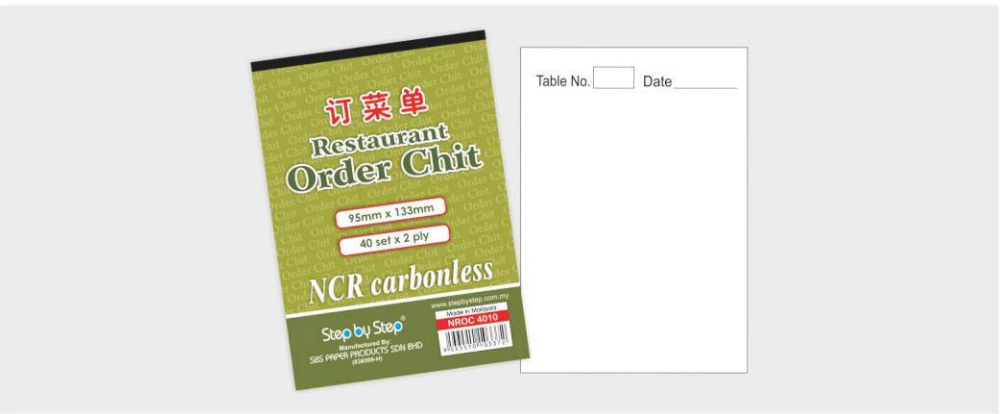 订菜单
Restaurant
Order Chit
95mm x 133mm
40 set x 2 ply
NCR carbonless
www.stepbystep.com.my
Made in Malaysia
NROC 4010
Step by Step®
Manufactured By:
SBS PAPER PRODUCTS SDN BHD
Table No.
Date